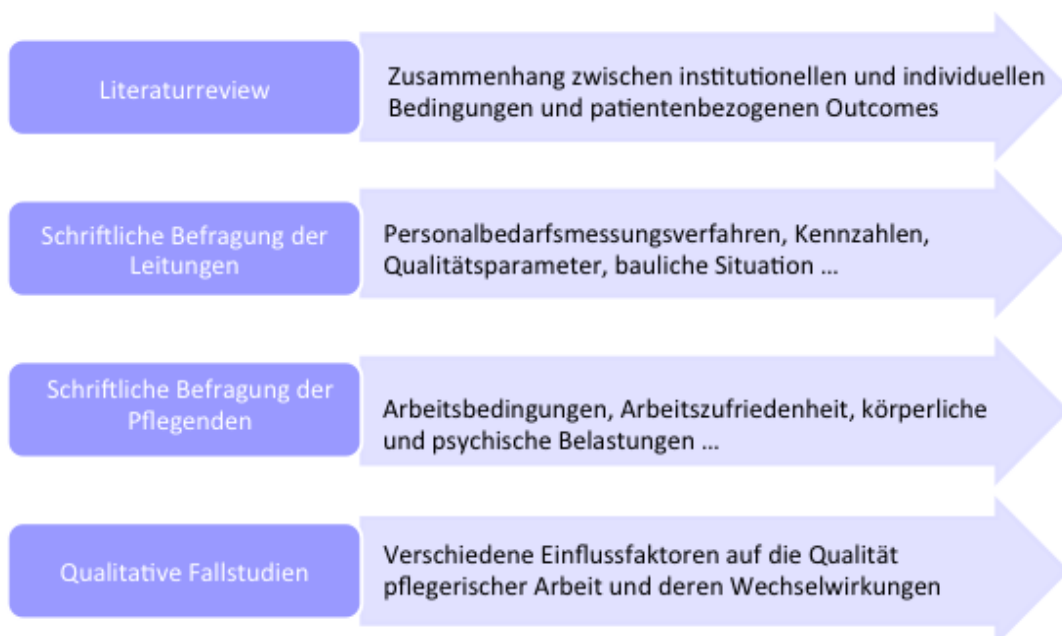 Literaturreview
Zusammenhang zwischen institutionellen und individuellen
Bedingungen und patientenbezogenen Outcomes
Schriftliche Befragung der
Leitungen
Personalbedarfsmessungsverfahren, Kennzahlen,
Qualitätsparameter, bauliche Situation ...
Schriftliche Befragung der
Pflegenden
Arbeitsbedingungen, Arbeitszufriedenheit, körperliche
und psychische Belastungen ...
Qualitative Fallstudien
Verschiedene Einflussfaktoren auf die Qualität
pflegerischer Arbeit und deren Wechselwirkungen